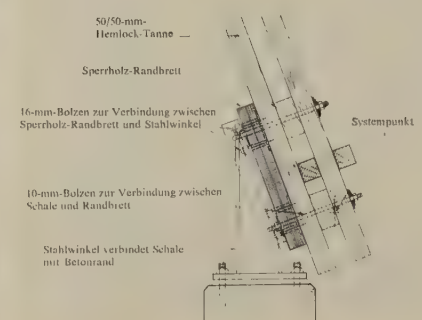 50/50-mm-
Hemlock-Tanne
Sperrholz-Randbrett
16-mm-Bolzen zur Verbindung zwischen
Sperrholz-Randbrett und Stahlwinkel
Systempunkt
10-mm-Bolzen zur Verbindung zwischen
Schale und Randbrett
Stahlwinkel verbindet Schale
mit Betonrand